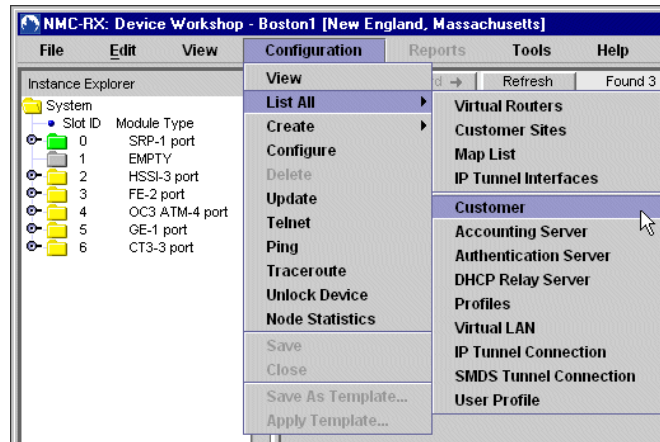 NMC-RX: Device Workshop - Boston1 [New England, Massachusetts]
File Edit View Configuration Reports Tools Help
Instance Explorer
System
Slot ID Module Type
0 SRP-1 port
1 EMPTY
2 HSSI-3 port
3 FE-2 port
4 OC3 ATM-4 port
5 GE-1 port
6 CT3-3 port
View
List All
Create
Configure
Delete
Update
Telnet
Ping
Traceroute
Unlock Device
Node Statistics
Save
Close
Save As Template...
Apply Template...
Refresh Found 3
Virtual Routers
Customer Sites
Map List
IP Tunnel Interfaces
Customer
Accounting Server
Authentication Server
DHCP Relay Server
Profiles
Virtual LAN
IP Tunnel Connection
SMDS Tunnel Connection
User Profile